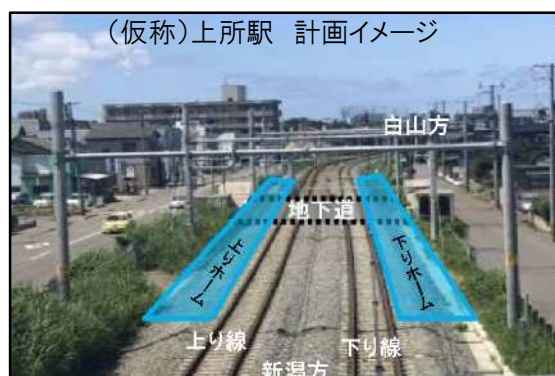 （仮称）上所駅　計画イメージ
白山方
地下道
上りホーム
下りホーム
上り線
下り線
新潟方